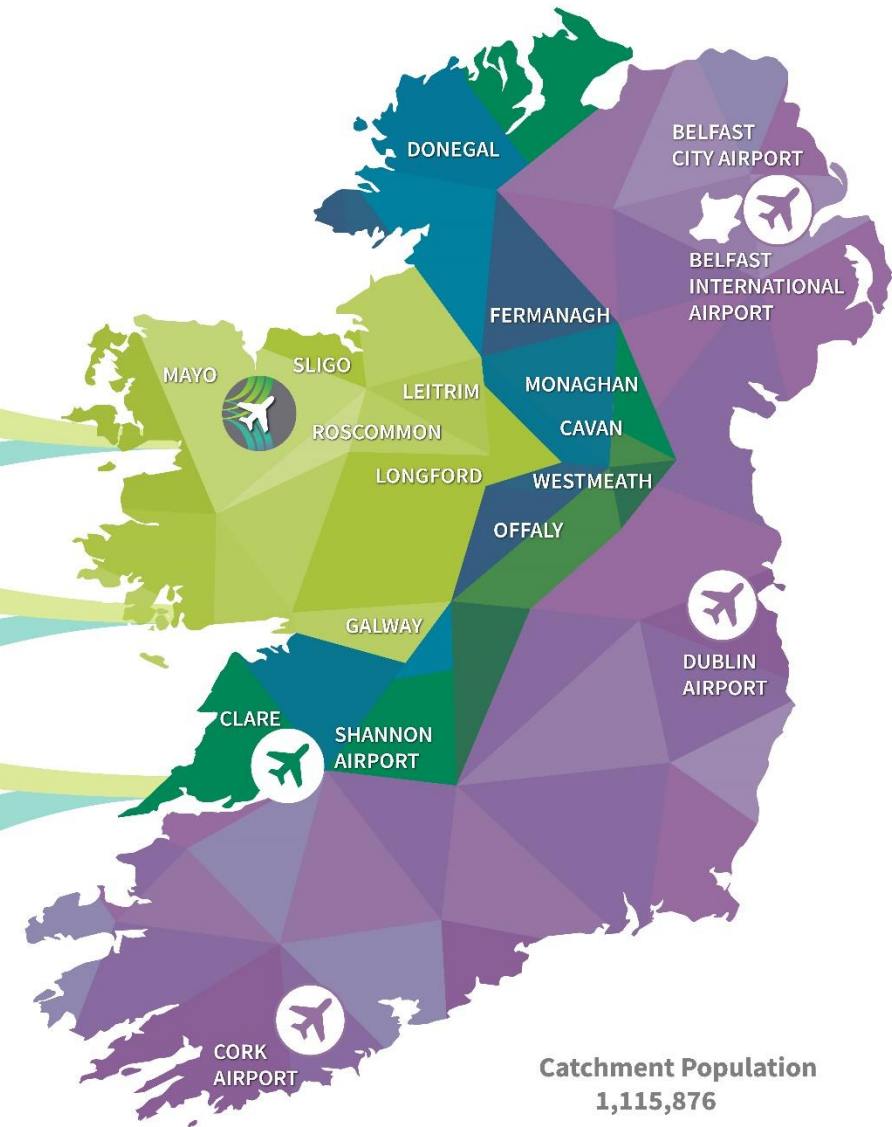 DONEGAL
BELFAST
CITY AIRPORT
BELFAST
INTERNATIONAL
AIRPORT
FERMANAGH
MAYO
SLIGO
LEITRIM
MONAGHAN
ROSCOMMON
CAVAN
LONGFORD
WESTMEATH
OFFALY
GALWAY
DUBLIN
AIRPORT
CLARE
SHANNON
AIRPORT
CORK
AIRPORT
Catchment Population
1,115,876